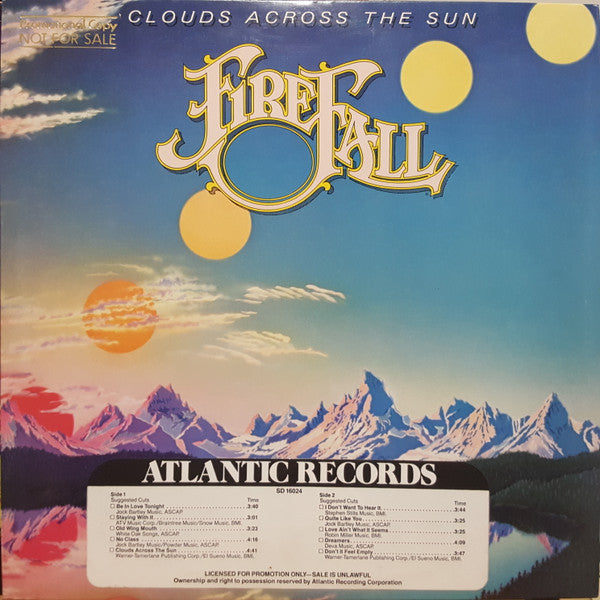 Promotional Copy
NOT FOR SALE
CLOUDS ACROSS THE SUN
FIREFALL
ATLANTIC RECORDS
SD 16024
Side 1
Suggested Cuts Time
Be In Love Tonight 3:40
Jock Bartley Music, ASCAP.
Staying With It 3:01
ATV Music Corp./Braintree Music/Snow Music, BMI.
Old Wing Mouth 3:23
White Oak Songs, ASCAP.
No Class 4:16
Jock Bartley Music/Powder Music, ASCAP.
Clouds Across The Sun 4:41
Warner-Tamerlane Publishing Corp./El Sueno Music, BMI.
Side 2
Suggested Cuts Time
I Don't Want To Hear It 3:44
Stephen Stills Music, BMI.
Quite Like You 3:25
Jock Bartley Music, ASCAP.
Love Ain't What It Seems 3:25
Robin Miller Music, BMI.
Dreamers 4:09
Deva Music, ASCAP.
Don't It Feel Empty 3:47
Warner-Tamerlane Publishing Corp./El Sueno Music, BMI.
LICENSED FOR PROMOTION ONLY—SALE IS UNLAWFUL
Ownership and right to possession reserved by Atlantic Recording Corporation